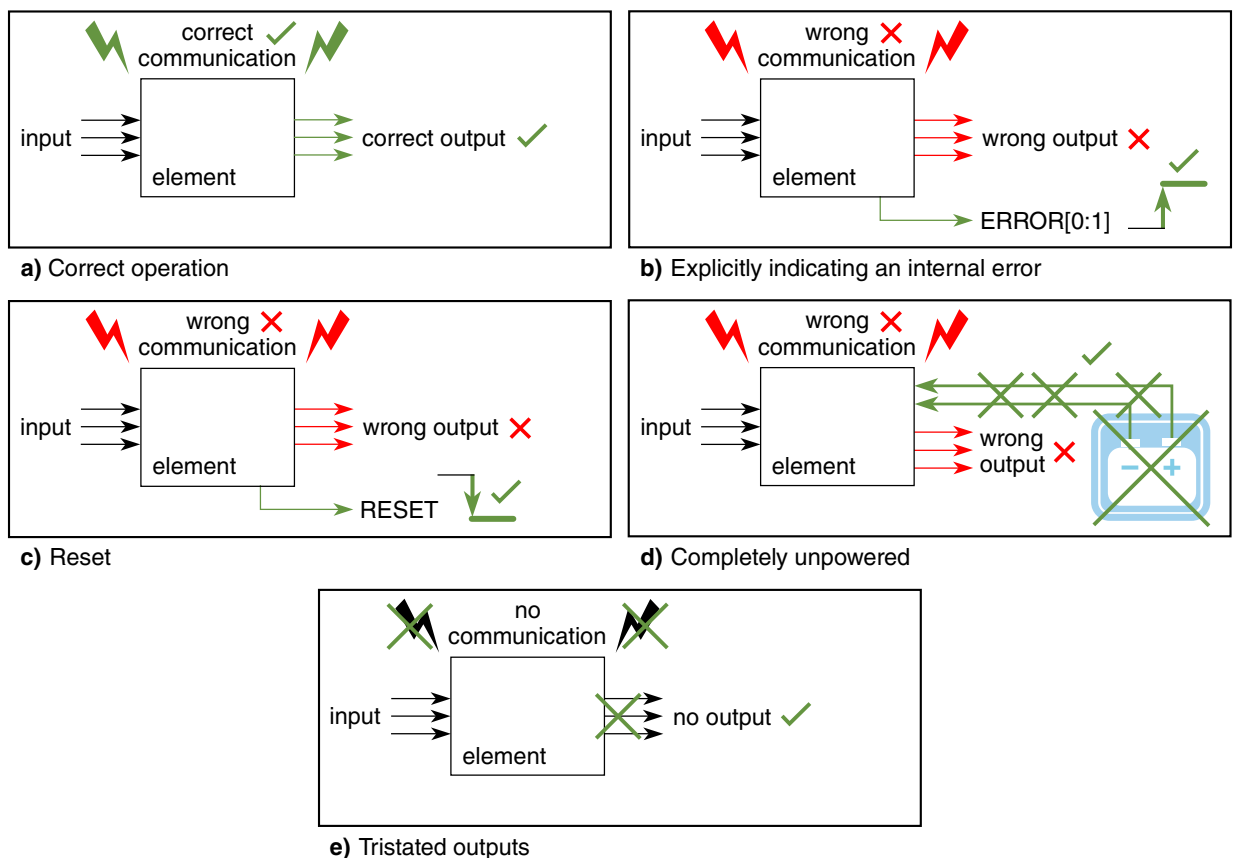 correct
communication
input
correct output
element
a) Correct operation
wrong
communication
input
wrong output
element
ERROR[0:1]
b) Explicitly indicating an internal error
wrong
communication
input
wrong output
element
RESET
c) Reset
wrong
communication
input
wrong
output
element
− +
d) Completely unpowered
no
communication
input
no output
element
e) Tristated outputs